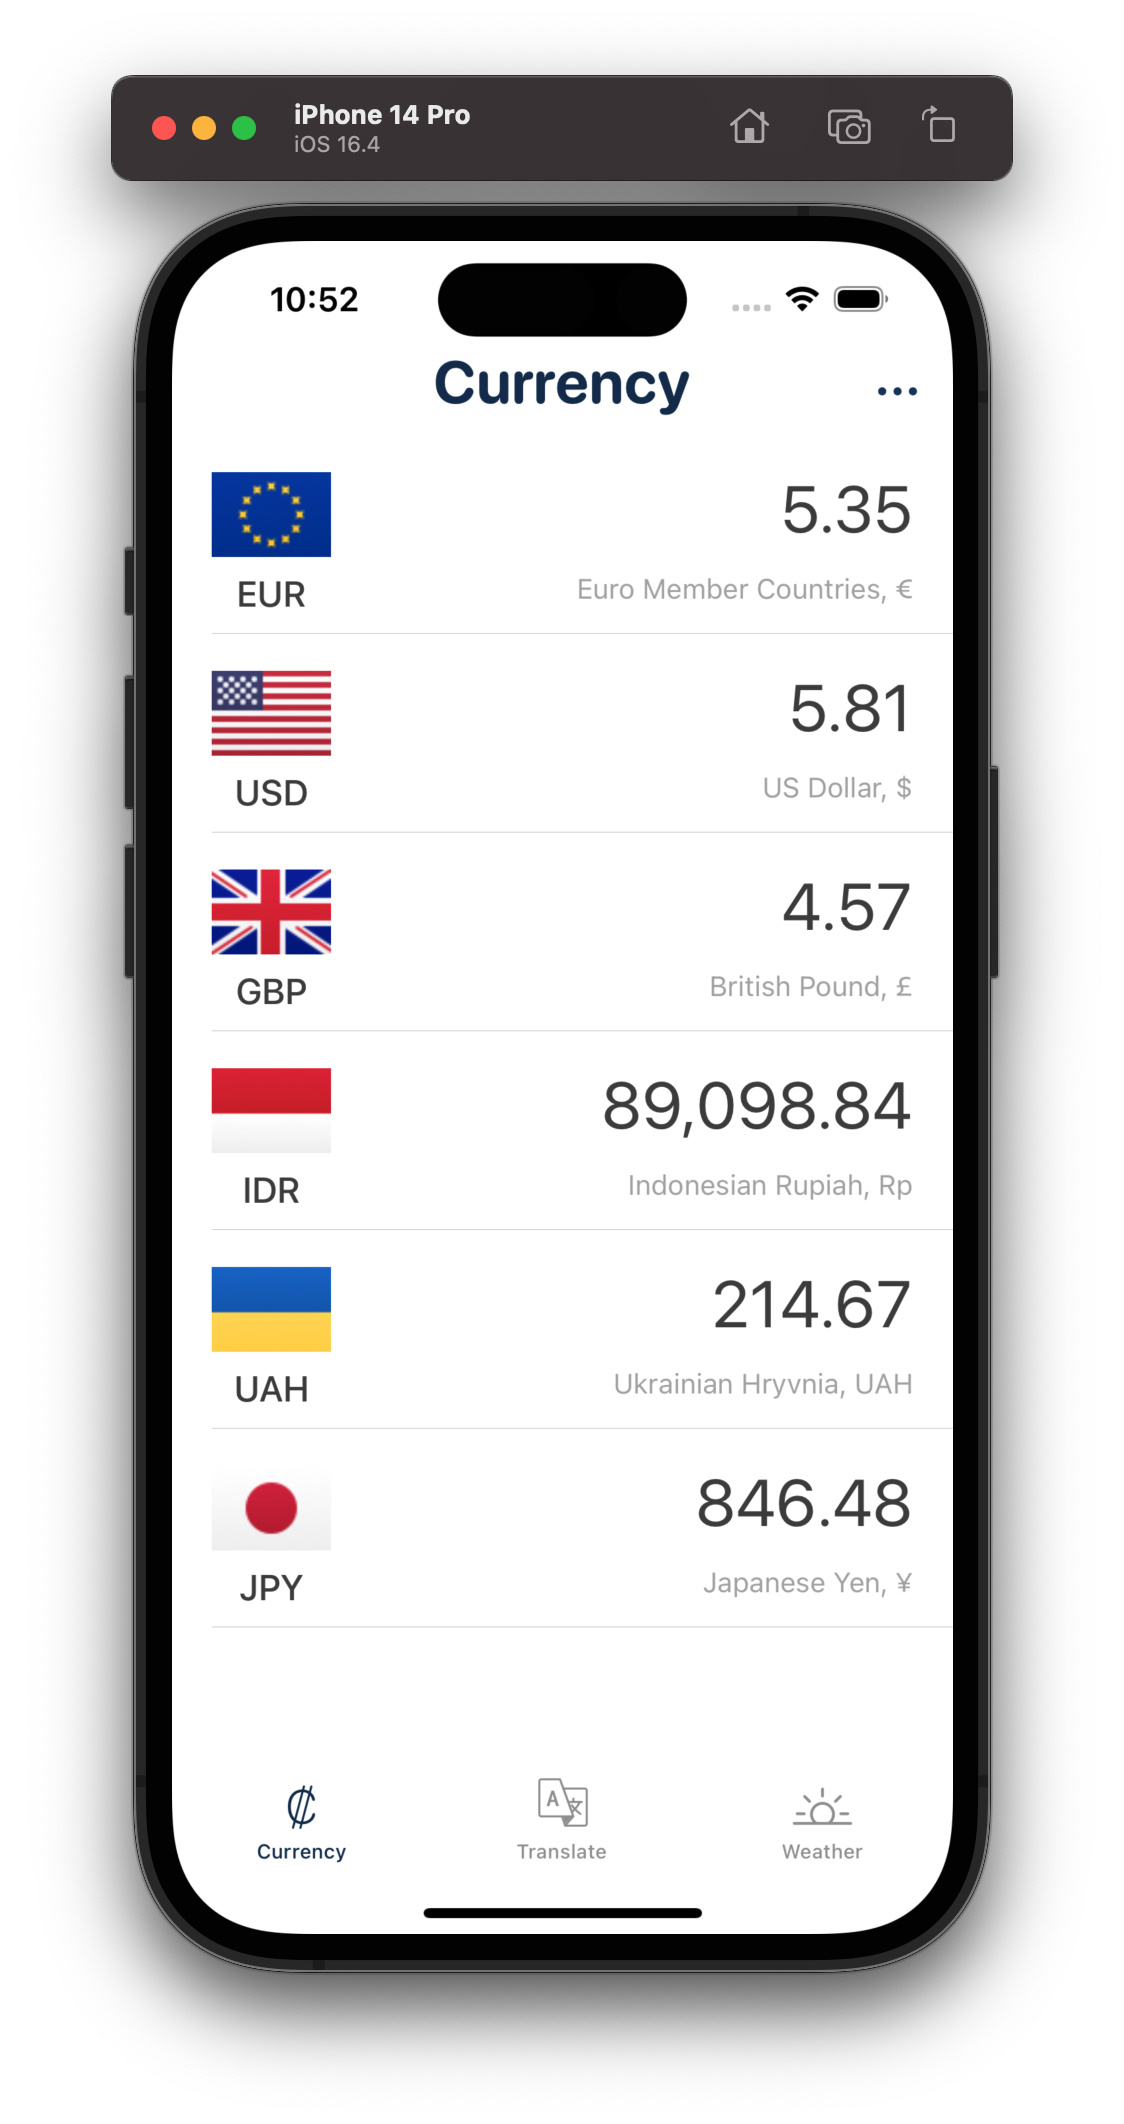 iPhone 14 Pro
iOS 16.4
10:52
Currency
5.35
EUR
Euro Member Countries, €
5.81
USD
US Dollar, $
4.57
GBP
British Pound, £
89,098.84
IDR
Indonesian Rupiah, Rp
214.67
UAH
Ukrainian Hryvnia, UAH
846.48
JPY
Japanese Yen, ¥
Currency
Translate
Weather